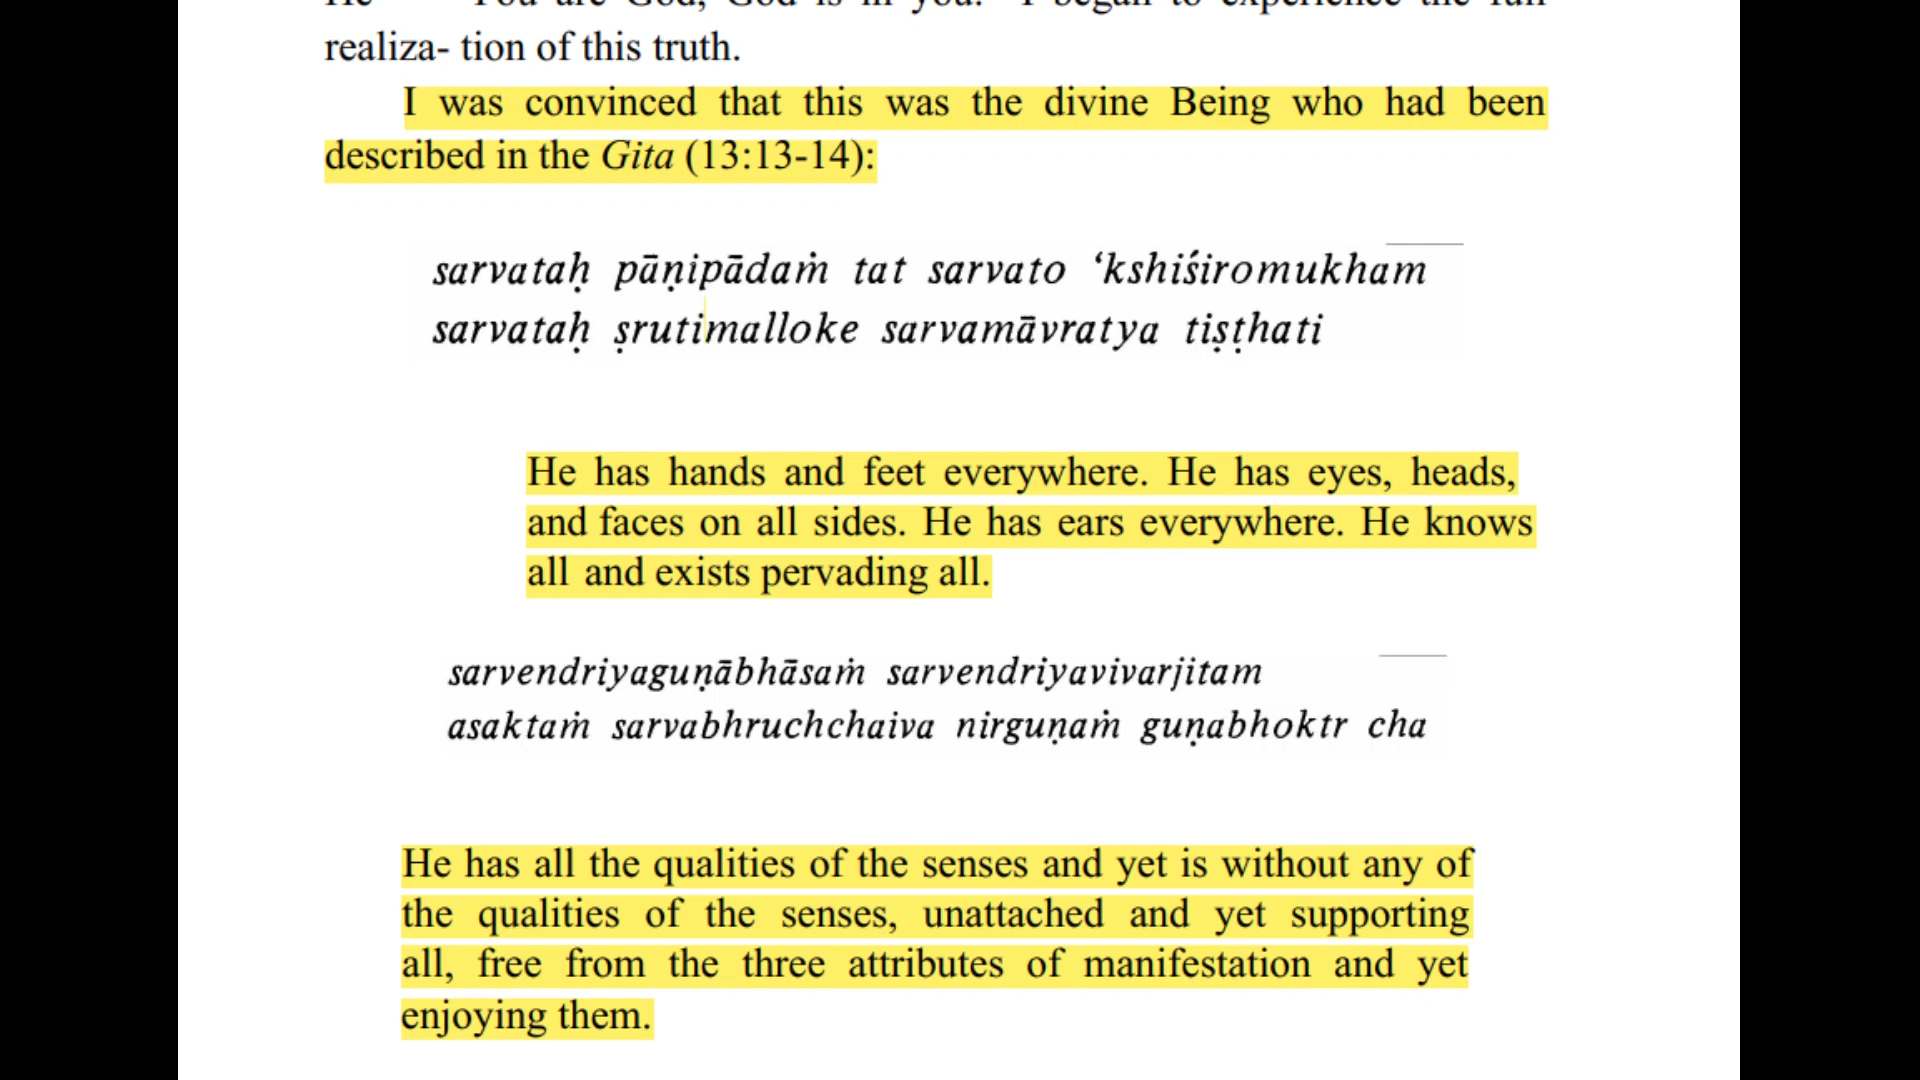 realiza- tion of this truth.
I was convinced that this was the divine Being who had been
described in the Gita (13:13-14):
sarvataḥ pāṇipādaṁ tat sarvato ‘kshiśiromukham
sarvataḥ ṣrutimalloke sarvamāvratya tiṣṭhati
He has hands and feet everywhere. He has eyes, heads,
and faces on all sides. He has ears everywhere. He knows
all and exists pervading all.
sarvendriyaguṇābhāsaṁ sarvendriyavivarjitam
asaktaṁ sarvabhruchchaiva nirguṇaṁ guṇabhoktr cha
He has all the qualities of the senses and yet is without any of
the qualities of the senses, unattached and yet supporting
all, free from the three attributes of manifestation and yet
enjoying them.